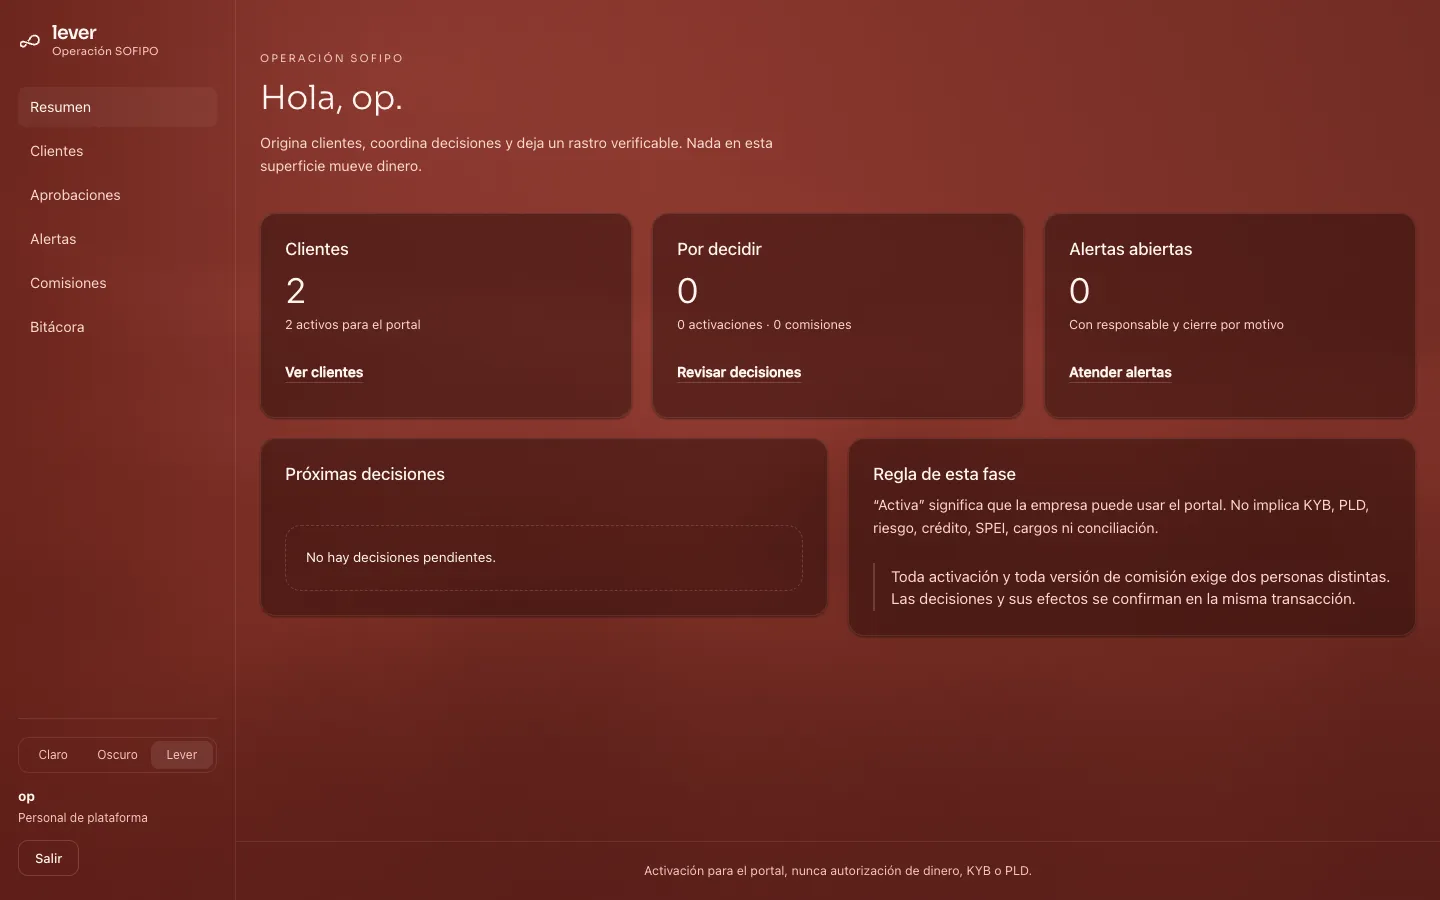 lever
Operación SOFIPO
Resumen
Clientes
Aprobaciones
Alertas
Comisiones
Bitácora
Claro
Oscuro
Lever
op
Personal de plataforma
Salir
OPERACIÓN SOFIPO
Hola, op.
Origina clientes, coordina decisiones y deja un rastro verificable. Nada en esta
superficie mueve dinero.
Clientes
2
2 activos para el portal
Ver clientes
Por decidir
0
0 activaciones · 0 comisiones
Revisar decisiones
Alertas abiertas
0
Con responsable y cierre por motivo
Atender alertas
Próximas decisiones
No hay decisiones pendientes.
Regla de esta fase
“Activa” significa que la empresa puede usar el portal. No implica KYB, PLD,
riesgo, crédito, SPEI, cargos ni conciliación.
Toda activación y toda versión de comisión exige dos personas distintas.
Las decisiones y sus efectos se confirman en la misma transacción.
Activación para el portal, nunca autorización de dinero, KYB o PLD.